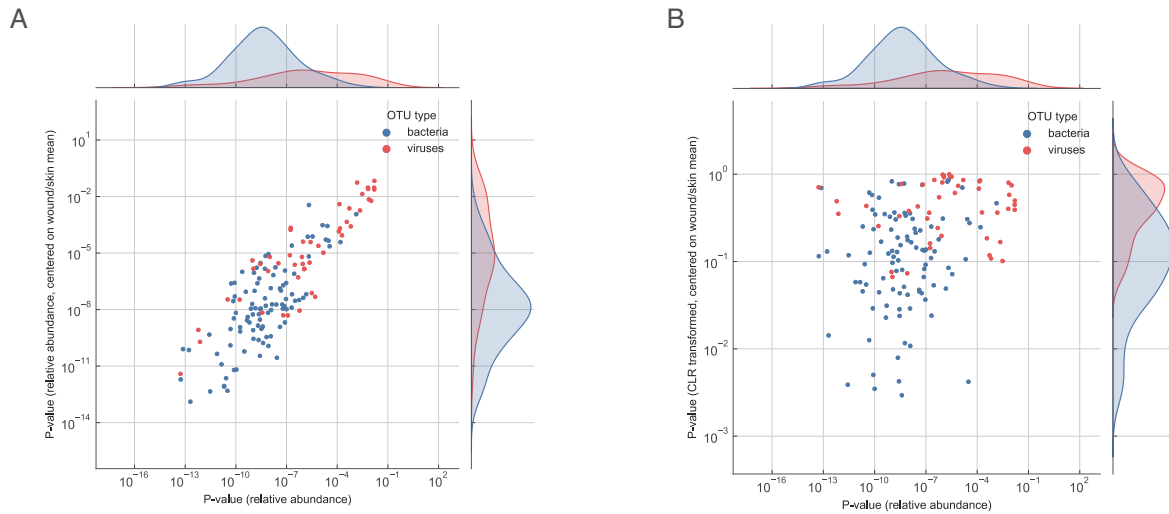 A
OTU type
bacteria
viruses
P-value (relative abundance, centered on wound/skin mean)
10^1
10^-2
10^-5
10^-8
10^-11
10^-14
10^-16
10^-13
10^-10
10^-7
10^-4
10^-1
10^2
P-value (relative abundance)
B
OTU type
bacteria
viruses
P-value (CLR transformed, centered on wound/skin mean)
10^0
10^-1
10^-2
10^-3
10^-16
10^-13
10^-10
10^-7
10^-4
10^-1
10^2
P-value (relative abundance)